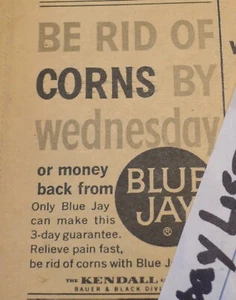 BE RID OF
CORNS BY
wednesday
or money
back from
BLUE
JAY
®
Only Blue Jay
can make this
3-day guarantee.
Relieve pain fast,
be rid of corns with Blue J
THE KENDALL
BAUER & BLACK DIV